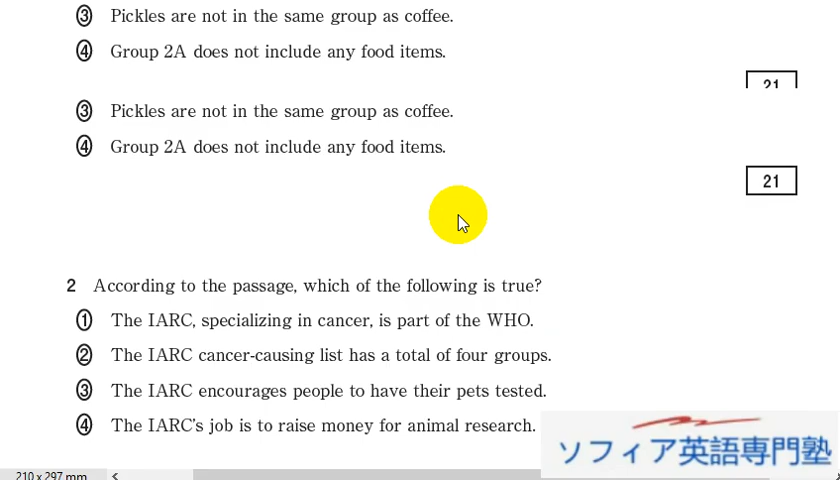 ③ Pickles are not in the same group as coffee.
④ Group 2A does not include any food items.
21
③ Pickles are not in the same group as coffee.
④ Group 2A does not include any food items.
21
2 According to the passage, which of the following is true?
① The IARC, specializing in cancer, is part of the WHO.
② The IARC cancer-causing list has a total of four groups.
③ The IARC encourages people to have their pets tested.
④ The IARC's job is to raise money for animal research.
ソフィア英語専門塾
210 x 297 mm